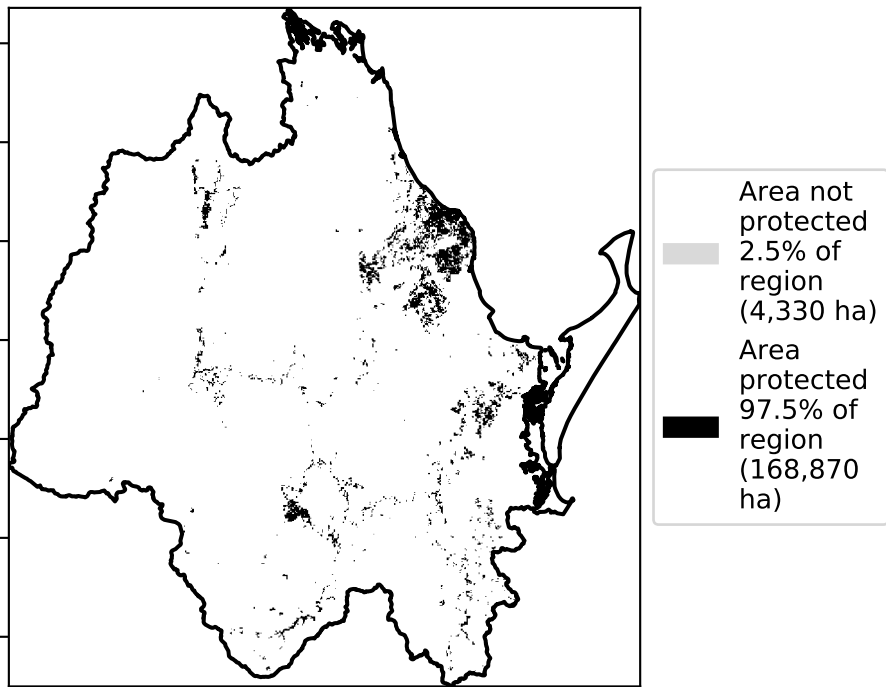 Area not
protected
2.5% of
region
(4,330 ha)
Area
protected
97.5% of
region
(168,870
ha)